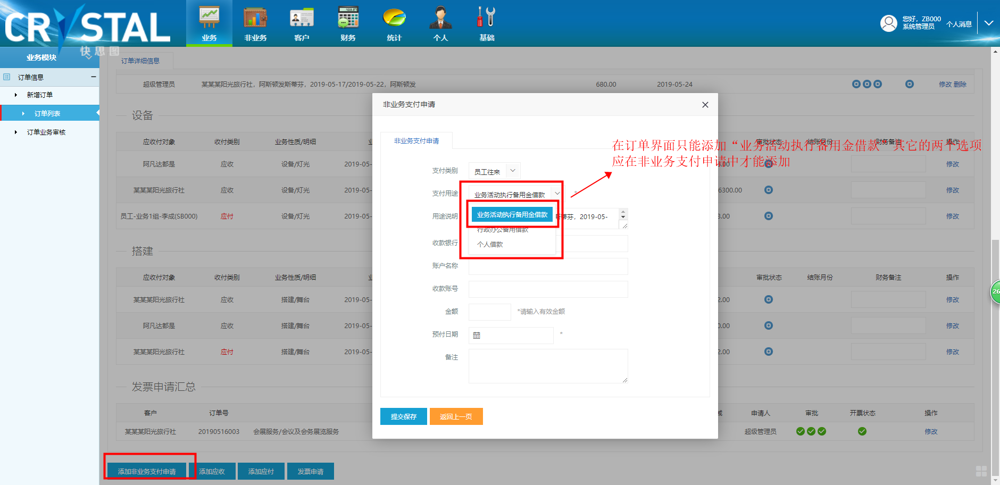 CRYSTAL
快思图
业务
非业务
客户
财务
统计
个人
基础
您好，ZB000
系统管理员
个人消息
业务模块
订单信息
新增订单
订单列表
订单业务审核
订单详细信息
超级管理员 某某某阳光旅行社，阿斯顿发斯蒂芬，2019-05-17/2019-05-22，阿斯顿发 680.00 2019-05-24 修改 删除
设备
应收付对象 收付类别 业务性质/明细 审批状态 结账月份 财务备注 操作
阿凡达都是 应收 设备/灯光 2019-05- 修改
某某某阳光旅行社 应收 设备/灯光 2019-05- 6300.00 修改
员工-业务1组-李成(SB000) 应付 设备/灯光 2019-05- 3.00 修改
搭建
应收付对象 收付类别 业务性质/明细 审批状态 结账月份 财务备注 操作
某某某阳光旅行社 应收 搭建/舞台 2019-05- 2.00 修改
阿凡达都是 应收 搭建/舞台 2019-05- 0.00 修改
某某某阳光旅行社 应付 搭建/舞台 2019-05- 2.00 修改
发票申请汇总
客户 订单号 申请人 审批 开票状态 操作
某某某阳光旅行社 20190516003 会展服务/会议及会务展览服务 超级管理员 修改
添加非业务支付申请
添加应收
添加应付
发票申请
非业务支付申请
非业务支付申请
支付类别 员工往来
支付用途 业务活动执行备用金借款 *
业务活动执行备用金借款
行政办公备用借款
个人借款
用途说明 斯蒂芬，2019-05-
收款银行
账户名称
收款账号
金额 *请输入有效金额
预付日期 *
备注
提交保存
返回上一页
在订单界面只能添加“业务活动执行备用金借款” 其它的两个选项
应在非业务支付申请中才能添加
26